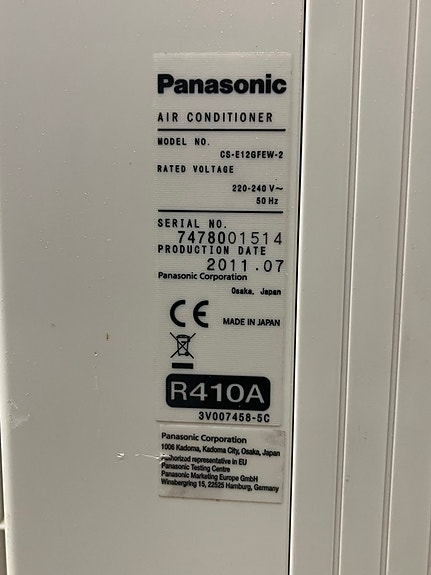 Panasonic
AIR CONDITIONER
MODEL NO.
CS-E12GFEW-2
RATED VOLTAGE
220-240 V~
50 Hz
SERIAL NO.
7478001514
PRODUCTION DATE
2011.07
Panasonic Corporation
Osaka, Japan
CE MADE IN JAPAN
R410A
3V007458-5C
Panasonic Corporation
1006 Kadoma, Kadoma City, Osaka, Japan
Authorized representative in EU
Panasonic Testing Centre
Panasonic Marketing Europe GmbH
Winsbergring 15, 22525 Hamburg, Germany